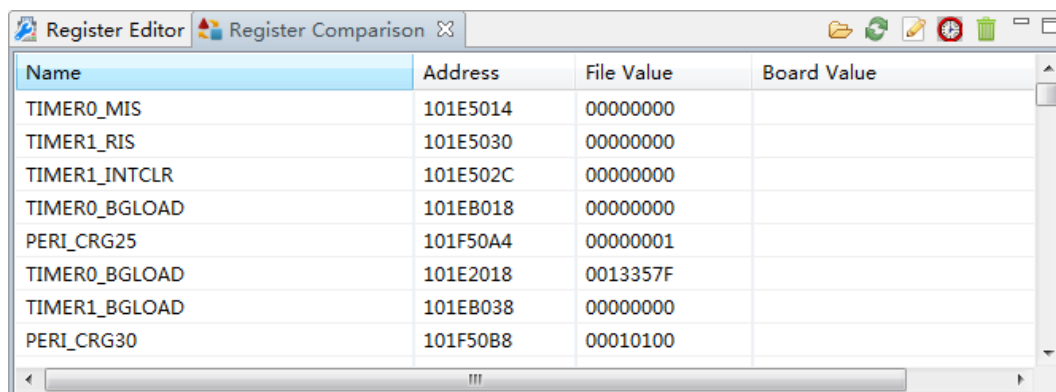 Register Editor Register Comparison
Name Address File Value Board Value
TIMER0_MIS 101E5014 00000000
TIMER1_RIS 101E5030 00000000
TIMER1_INTCLR 101E502C 00000000
TIMER0_BGLOAD 101EB018 00000000
PERI_CRG25 101F50A4 00000001
TIMER0_BGLOAD 101E2018 0013357F
TIMER1_BGLOAD 101EB038 00000000
PERI_CRG30 101F50B8 00010100